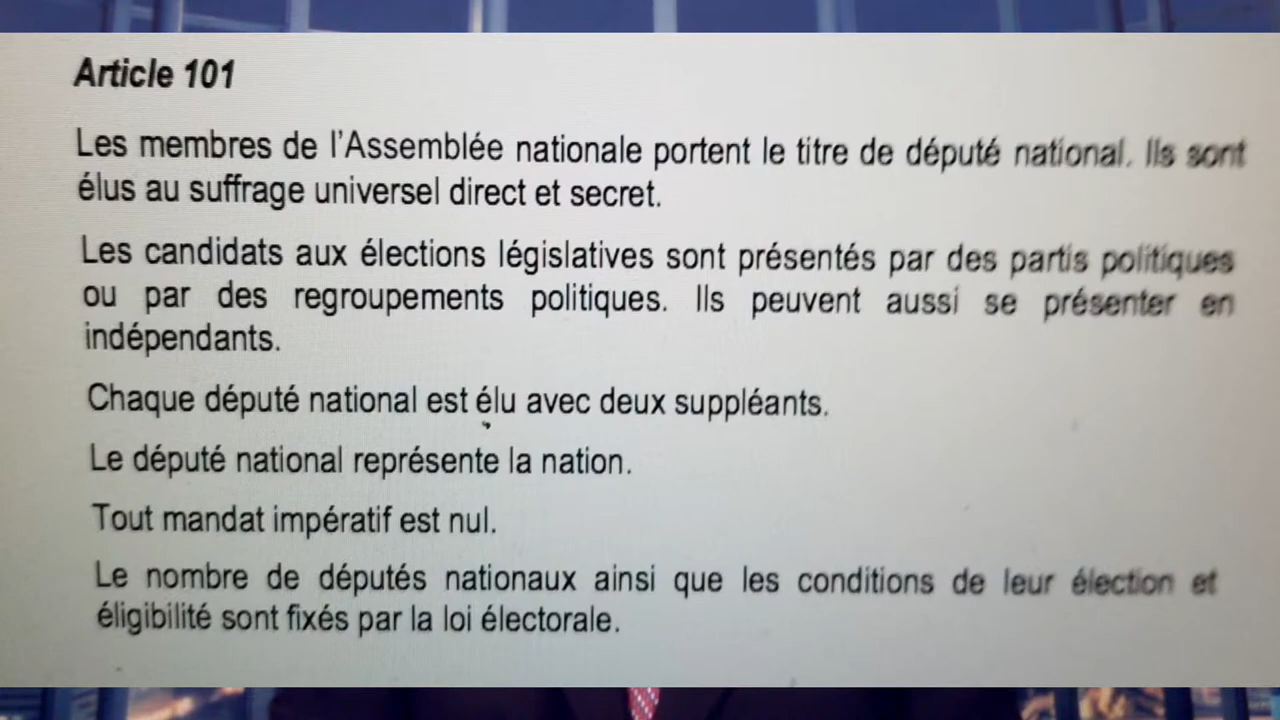 Article 101
Les membres de l'Assemblée nationale portent le titre de député national. Ils sont
élus au suffrage universel direct et secret.
Les candidats aux élections législatives sont présentés par des partis politiques
ou par des regroupements politiques. Ils peuvent aussi se présenter en
indépendants.
Chaque député national est élu avec deux suppléants.
Le député national représente la nation.
Tout mandat impératif est nul.
Le nombre de députés nationaux ainsi que les conditions de leur élection et
éligibilité sont fixés par la loi électorale.